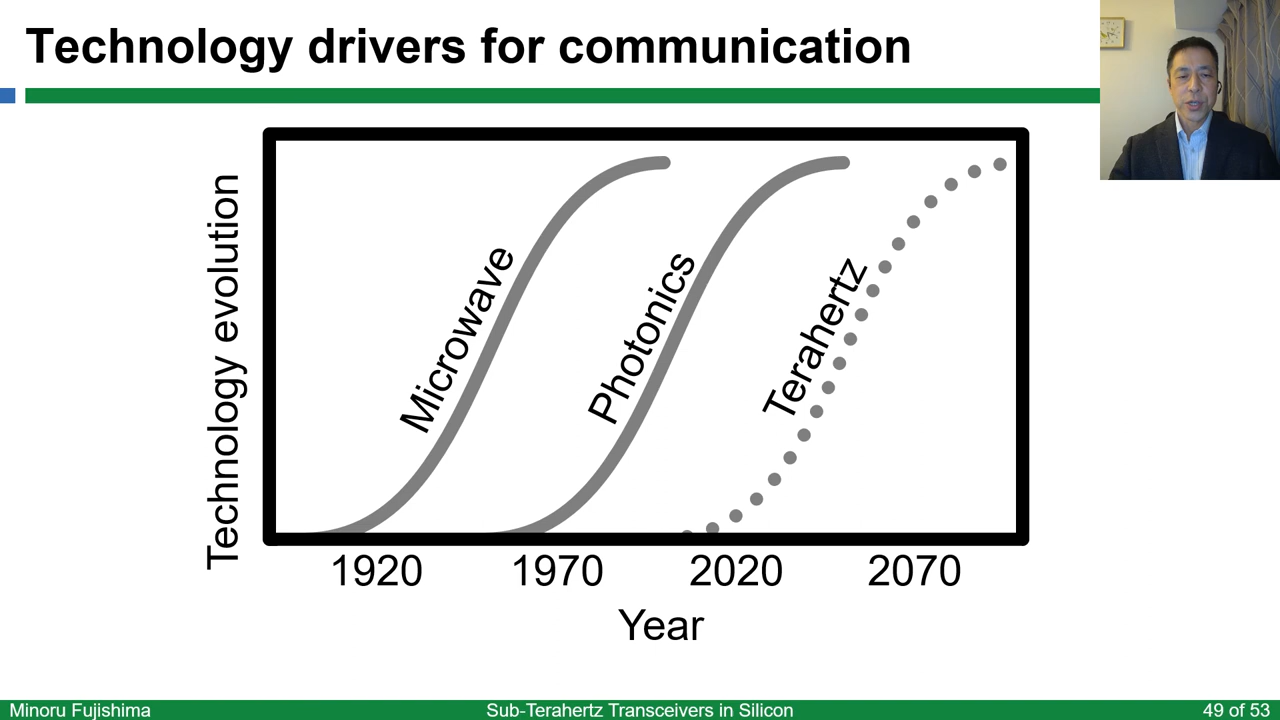 Technology drivers for communication
Technology evolution
Microwave
Photonics
Terahertz
1920 1970 2020 2070
Year
Minoru Fujishima Sub-Terahertz Transceivers in Silicon 49 of 53